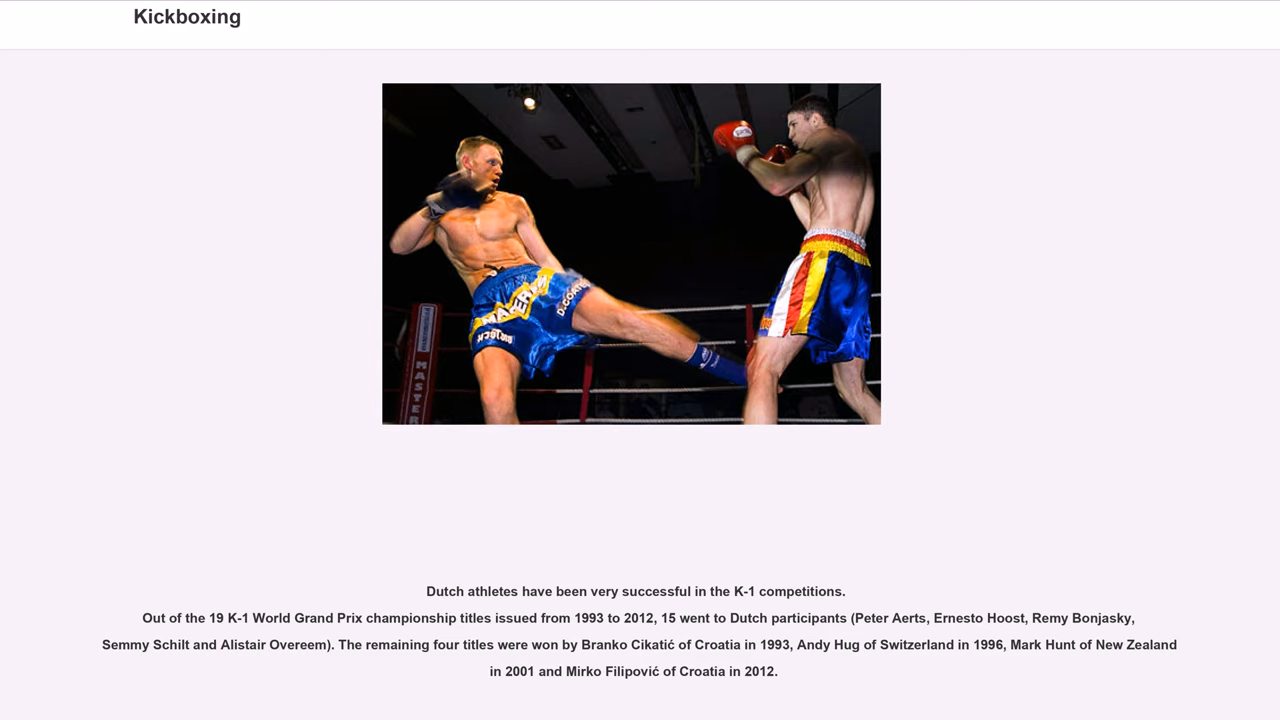 Kickboxing
MASTER
Dutch athletes have been very successful in the K-1 competitions.
Out of the 19 K-1 World Grand Prix championship titles issued from 1993 to 2012, 15 went to Dutch participants (Peter Aerts, Ernesto Hoost, Remy Bonjasky,
Semmy Schilt and Alistair Overeem). The remaining four titles were won by Branko Cikatić of Croatia in 1993, Andy Hug of Switzerland in 1996, Mark Hunt of New Zealand
in 2001 and Mirko Filipović of Croatia in 2012.